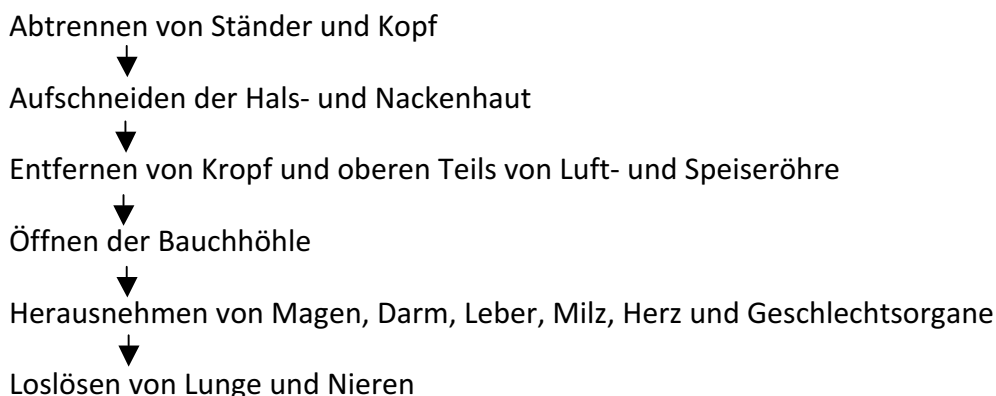 Abtrennen von Ständer und Kopf
Aufschneiden der Hals- und Nackenhaut
Entfernen von Kropf und oberen Teils von Luft- und Speiseröhre
Öffnen der Bauchhöhle
Herausnehmen von Magen, Darm, Leber, Milz, Herz und Geschlechtsorgane
Loslösen von Lunge und Nieren